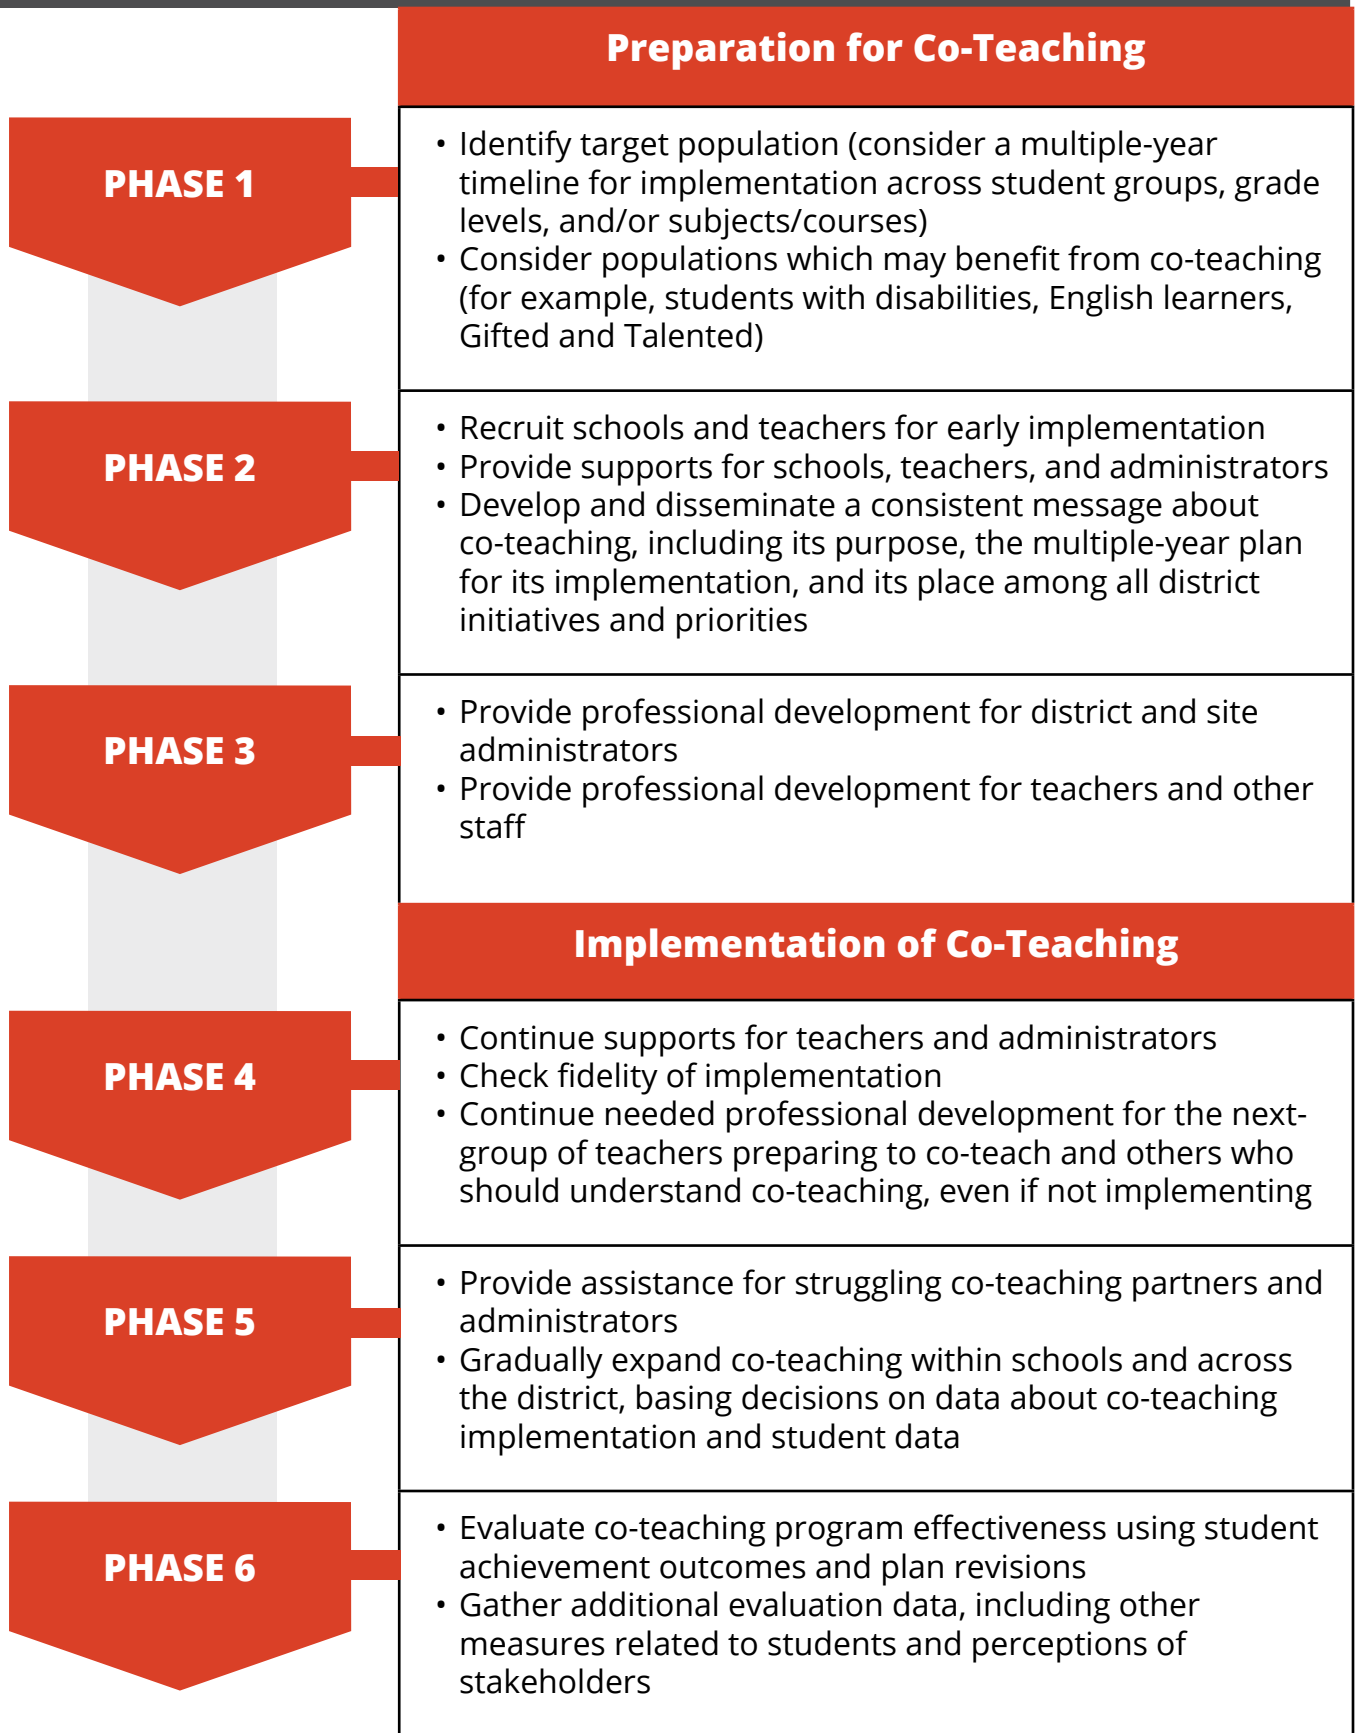 Preparation for Co-Teaching
PHASE 1
• Identify target population (consider a multiple-year
timeline for implementation across student groups, grade
levels, and/or subjects/courses)
• Consider populations which may benefit from co-teaching
(for example, students with disabilities, English learners,
Gifted and Talented)
PHASE 2
• Recruit schools and teachers for early implementation
• Provide supports for schools, teachers, and administrators
• Develop and disseminate a consistent message about
co-teaching, including its purpose, the multiple-year plan
for its implementation, and its place among all district
initiatives and priorities
PHASE 3
• Provide professional development for district and site
administrators
• Provide professional development for teachers and other
staff
Implementation of Co-Teaching
PHASE 4
• Continue supports for teachers and administrators
• Check fidelity of implementation
• Continue needed professional development for the next-
group of teachers preparing to co-teach and others who
should understand co-teaching, even if not implementing
PHASE 5
• Provide assistance for struggling co-teaching partners and
administrators
• Gradually expand co-teaching within schools and across
the district, basing decisions on data about co-teaching
implementation and student data
PHASE 6
• Evaluate co-teaching program effectiveness using student
achievement outcomes and plan revisions
• Gather additional evaluation data, including other
measures related to students and perceptions of
stakeholders